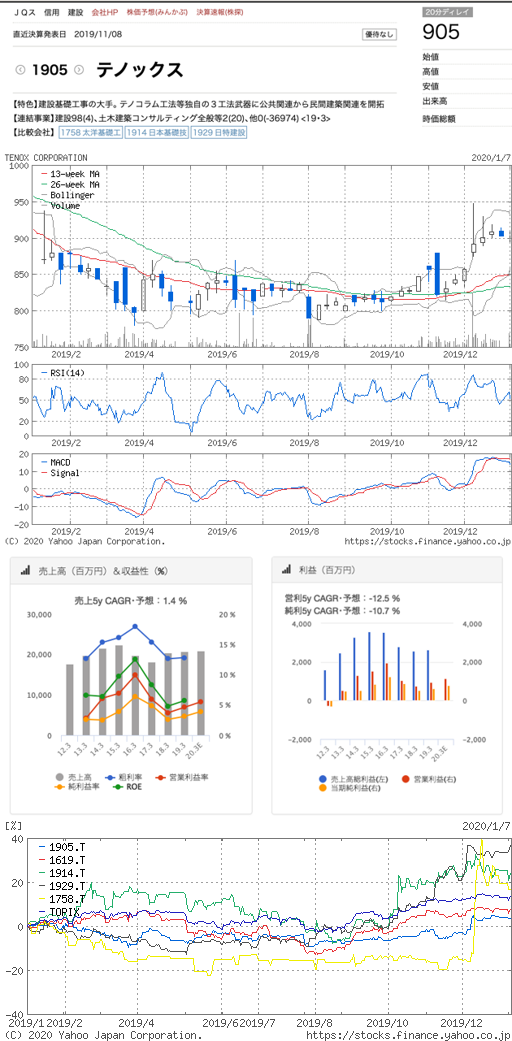 JQス 信用 建設 会社HP 株価予想(みんかぶ) 決算速報(株探)
20分ディレイ
直近決算発表日 2019/11/08
優待なし
905
1905 テノックス
始値
高値
安値
出来高
時価総額
【特色】建設基礎工事の大手。テノコラム工法等独自の3工法武器に公共関連から民間建築関連を開拓
【連結事業】建設98(4)、土木建築コンサルティング全般等2(20)、他0(-36974) <19・3>
【比較会社】 1758 太洋基礎工 1914 日本基礎技 1929 日特建設
TENOX CORPORATION 2020/1/7
13-week MA
26-week MA
Bollinger
Volume
1000
950
900
850
800
750
2019/2 2019/4 2019/6 2019/8 2019/10 2019/12
RSI(14)
100
80
50
20
0
2019/2 2019/4 2019/6 2019/8 2019/10 2019/12
MACD
Signal
20
10
0
-10
-20
2019/2 2019/4 2019/6 2019/8 2019/10 2019/12
(C) 2020 Yahoo Japan Corporation. https://stocks.finance.yahoo.co.jp
売上高（百万円）＆収益性（%）
売上5y CAGR・予想：1.4 %
30,000
20,000
10,000
0
20 %
15 %
10 %
5 %
0 %
12.3 13.3 14.3 15.3 16.3 17.3 18.3 19.3 20.3E
売上高 粗利率 営業利益率
純利益率 ROE
利益（百万円）
営利5y CAGR・予想：-12.5 %
純利5y CAGR・予想：-10.7 %
4,000
2,000
0
-2,000
4,000
2,000
0
-2,000
12.3 13.3 14.3 15.3 16.3 17.3 18.3 19.3 20.3E
売上高総利益(左) 営業利益(右)
当期純利益(右)
[%] 2020/1/7
1905.T
1619.T
1914.T
1929.T
1758.T
TOPIX
40
20
0
-20
-40
2019/1 2019/2 2019/4 2019/6 2019/7 2019/8 2019/10 2019/12
(C) 2020 Yahoo Japan Corporation. https://stocks.finance.yahoo.co.jp